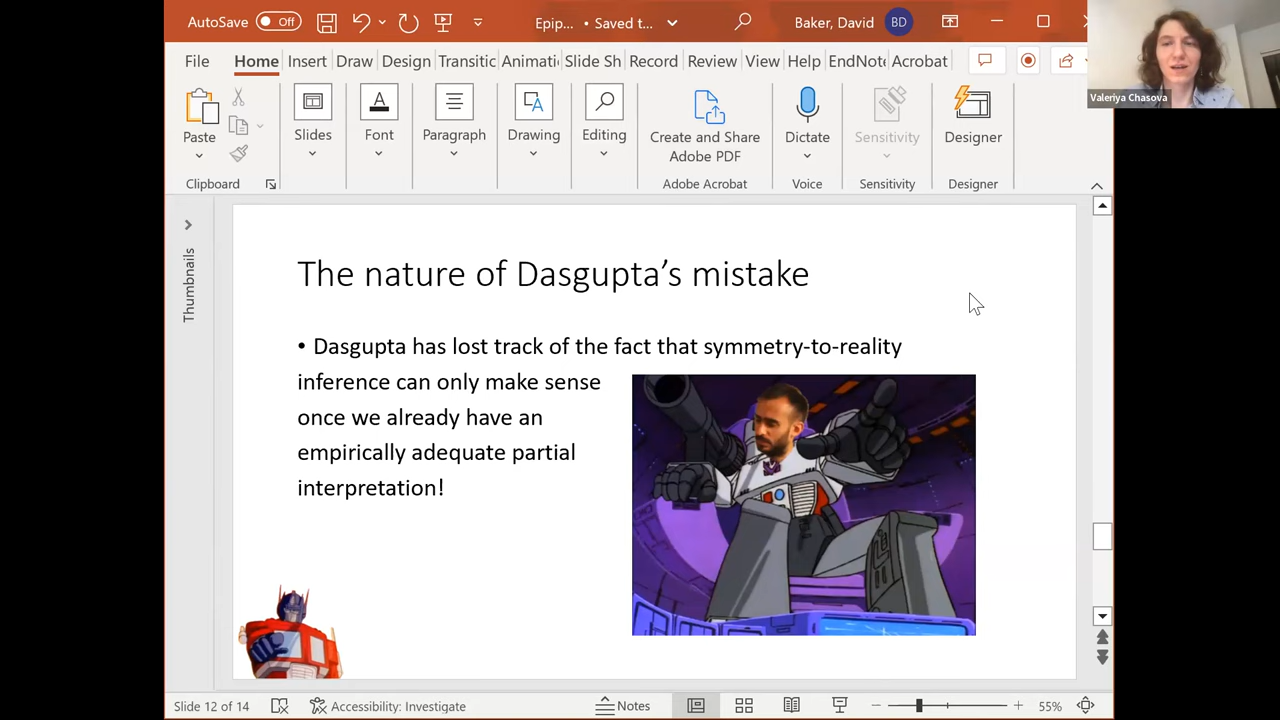 AutoSave Off Epip... • Saved t... Baker, David BD
File Home Insert Draw Design Transitic Animati Slide Sh Record Review View Help EndNote Acrobat
Paste Slides Font Paragraph Drawing Editing Create and Share Adobe PDF Dictate Sensitivity Designer
Clipboard Adobe Acrobat Voice Sensitivity Designer
Valeriya Chasova
Thumbnails
The nature of Dasgupta’s mistake
• Dasgupta has lost track of the fact that symmetry-to-reality
inference can only make sense
once we already have an
empirically adequate partial
interpretation!
Slide 12 of 14 Accessibility: Investigate Notes 55%